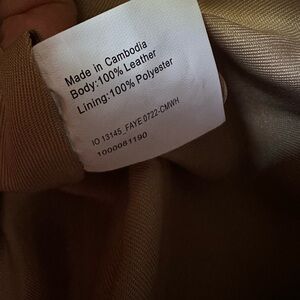 Made in Cambodia
Body:100% Leather
Lining:100% Polyester
IO 13145_FAYE 0722-CMWH
1000081190